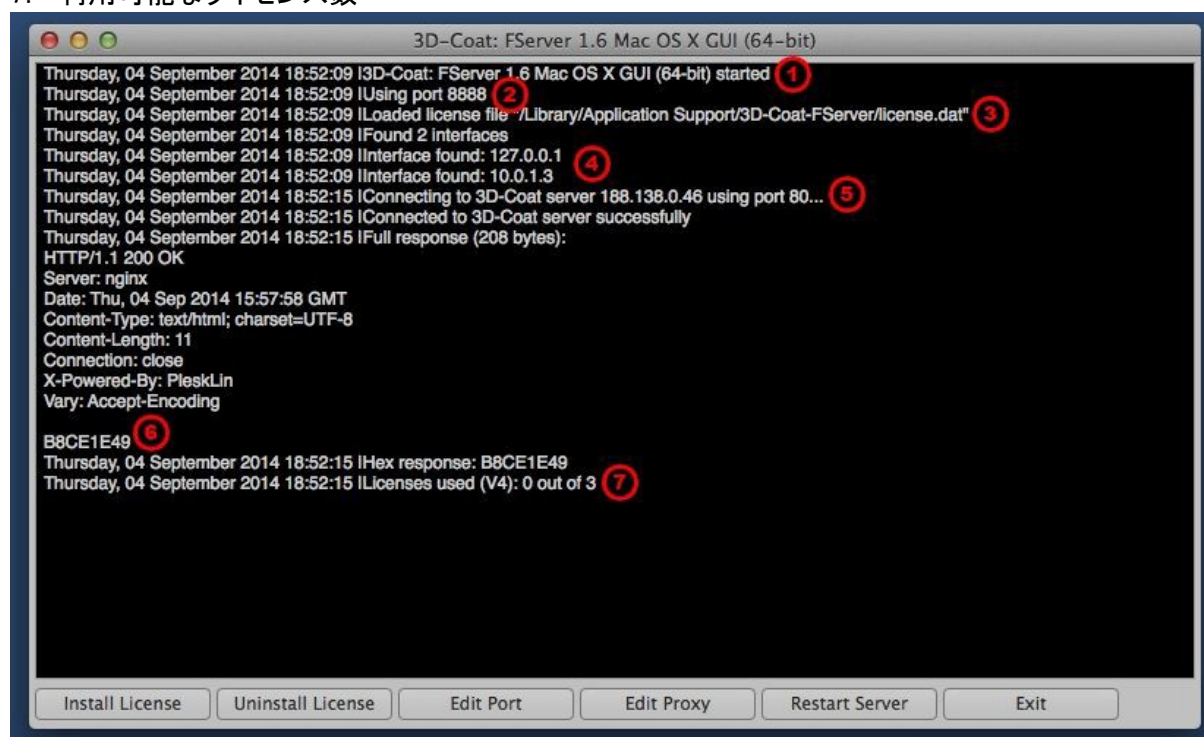 7. 利用可能なライセンス数
3D-Coat: FServer 1.6 Mac OS X GUI (64-bit)
Thursday, 04 September 2014 18:52:09 |3D-Coat: FServer 1.6 Mac OS X GUI (64-bit) started 1
Thursday, 04 September 2014 18:52:09 |Using port 8888 2
Thursday, 04 September 2014 18:52:09 |Loaded license file "/Library/Application Support/3D-Coat-FServer/license.dat" 3
Thursday, 04 September 2014 18:52:09 |Found 2 interfaces
Thursday, 04 September 2014 18:52:09 |Interface found: 127.0.0.1
4
Thursday, 04 September 2014 18:52:09 |Interface found: 10.0.1.3
Thursday, 04 September 2014 18:52:15 |Connecting to 3D-Coat server 188.138.0.46 using port 80... 5
Thursday, 04 September 2014 18:52:15 |Connected to 3D-Coat server successfully
Thursday, 04 September 2014 18:52:15 |Full response (208 bytes):
HTTP/1.1 200 OK
Server: nginx
Date: Thu, 04 Sep 2014 15:57:58 GMT
Content-Type: text/html; charset=UTF-8
Content-Length: 11
Connection: close
X-Powered-By: PleskLin
Vary: Accept-Encoding
B8CE1E49 6
Thursday, 04 September 2014 18:52:15 |Hex response: B8CE1E49
Thursday, 04 September 2014 18:52:15 |Licenses used (V4): 0 out of 3 7
Install License Uninstall License Edit Port Edit Proxy Restart Server Exit